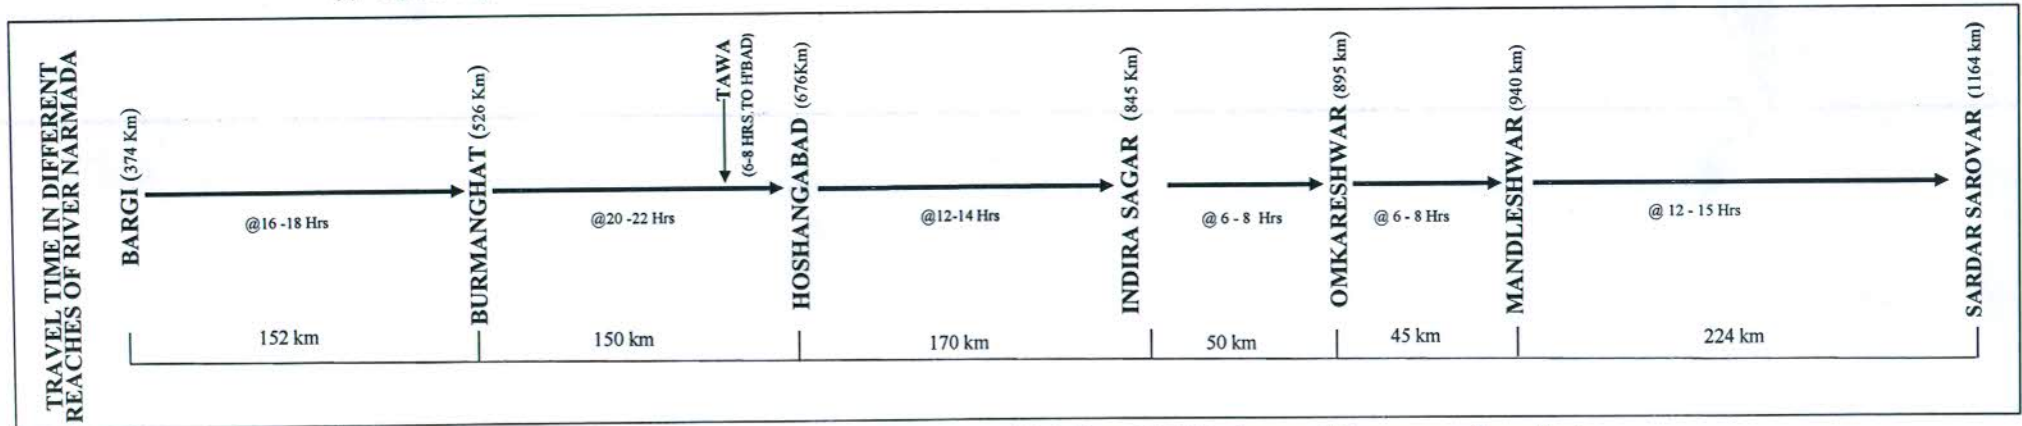 TRAVEL TIME IN DIFFERENT
REACHES OF RIVER NARMADA
BARGI (374 Km)
@16 -18 Hrs
BURMANGHAT (526 Km)
@20 -22 Hrs
TAWA
(6-8 HRS. TO H'BAD)
HOSHANGABAD (676Km)
@12-14 Hrs
INDIRA SAGAR (845 Km)
@ 6 - 8 Hrs
OMKARESHWAR (895 km)
@ 6 - 8 Hrs
MANDLESHWAR (940 km)
@ 12 - 15 Hrs
SARDAR SAROVAR (1164 km)
152 km
150 km
170 km
50 km
45 km
224 km